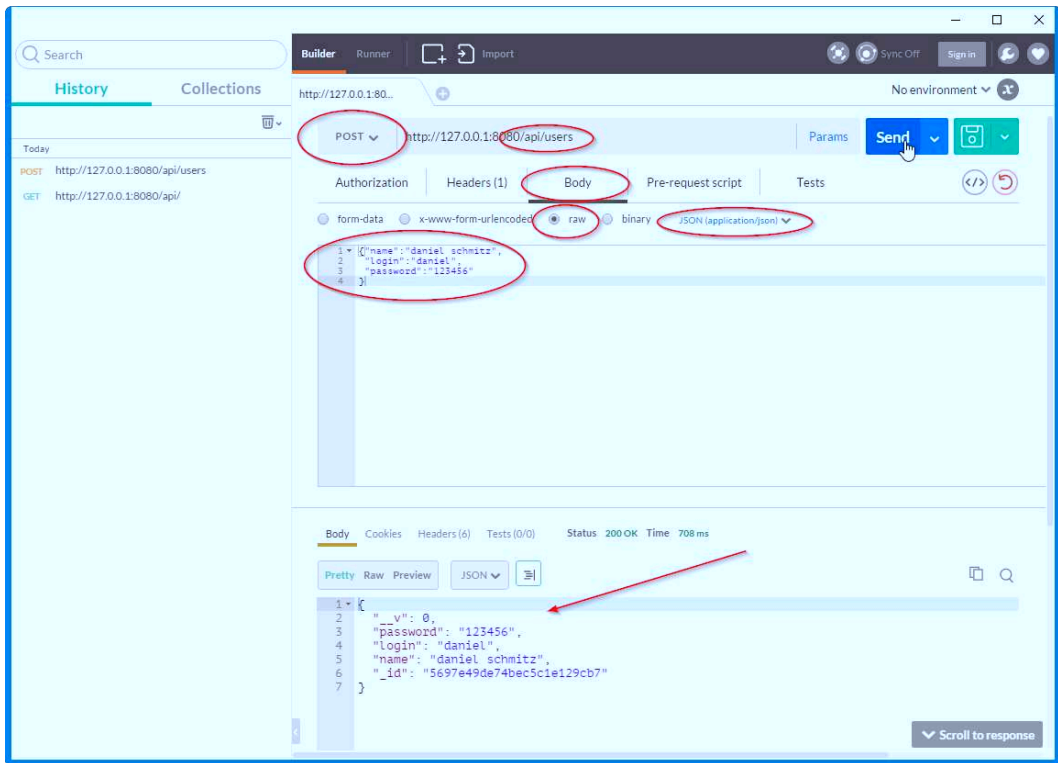 Search
Builder Runner Import Sync Off Sign in
History Collections
http://127.0.0.1:80...
No environment
Today
POST http://127.0.0.1:8080/api/users
GET http://127.0.0.1:8080/api/
POST http://127.0.0.1:8080/api/users Params Send
Authorization Headers (1) Body Pre-request script Tests
form-data x-www-form-urlencoded raw binary JSON (application/json)
1 {"name":"daniel schmitz",
2 "login":"daniel",
3 "password":"123456"
4 }
Body Cookies Headers (6) Tests (0/0) Status 200 OK Time 708 ms
Pretty Raw Preview JSON
1 {
2 "__v": 0,
3 "password": "123456",
4 "login": "daniel",
5 "name": "daniel schmitz",
6 "_id": "5697e49de74bec5c1e129cb7"
7 }
Scroll to response